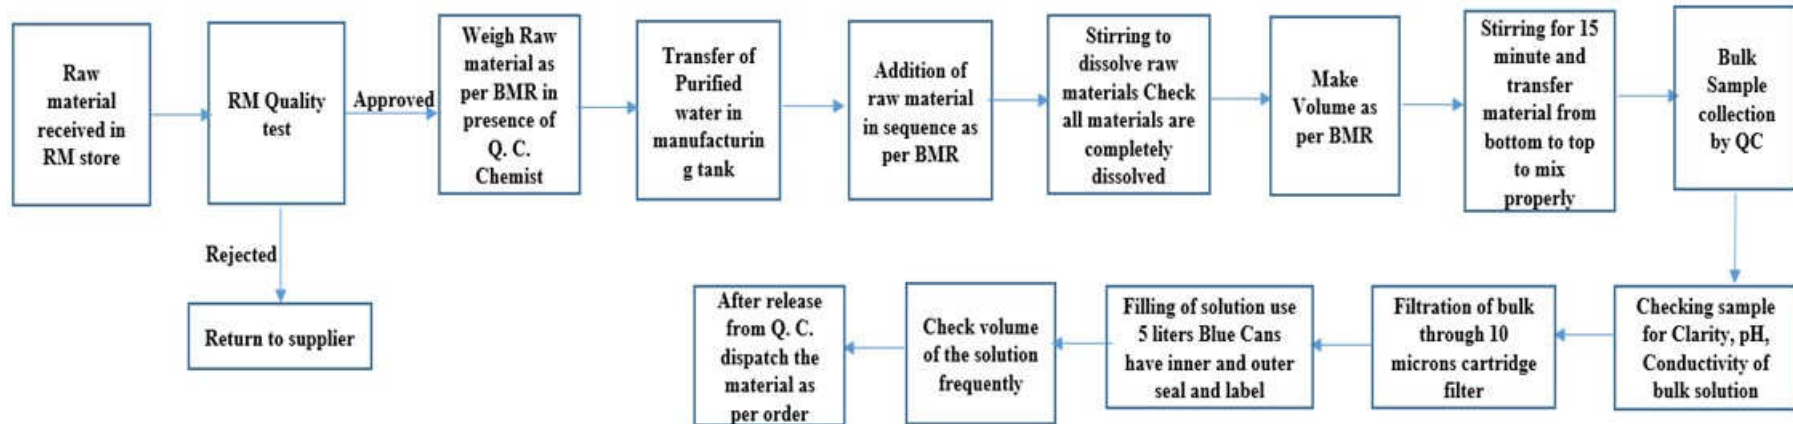 Raw
material
received in
RM store
RM Quality
test
Approved
Rejected
Return to supplier
Weigh Raw
material as
per BMR in
presence of
Q. C.
Chemist
Transfer of
Purified
water in
manufacturin
g tank
Addition of
raw material
in sequence as
per BMR
Stirring to
dissolve raw
materials Check
all materials are
completely
dissolved
Make
Volume as
per BMR
Stirring for 15
minute and
transfer
material from
bottom to top
to mix
properly
Bulk
Sample
collection
by QC
Checking sample
for Clarity, pH,
Conductivity of
bulk solution
Filtration of bulk
through 10
microns cartridge
filter
Filling of solution use
5 liters Blue Cans
have inner and outer
seal and label
Check volume
of the solution
frequently
After release
from Q. C.
dispatch the
material as
per order